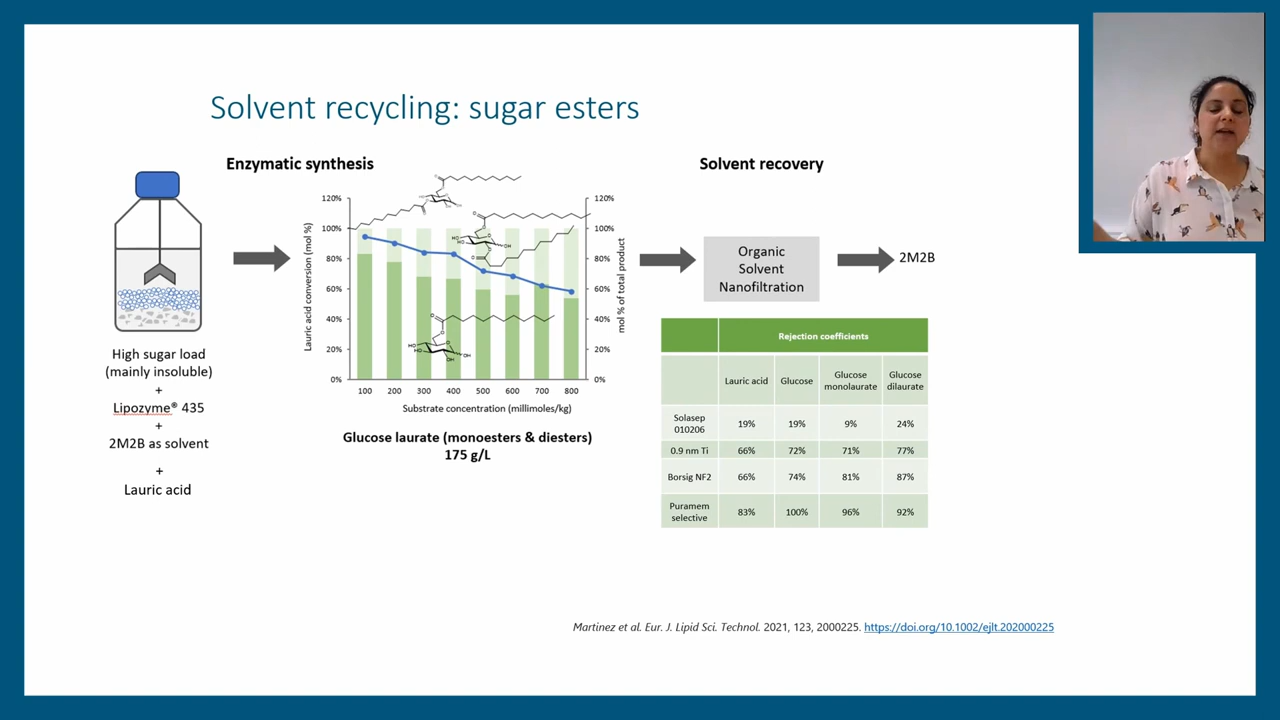 Solvent recycling: sugar esters
Enzymatic synthesis
Solvent recovery
High sugar load
(mainly insoluble)
+
Lipozyme® 435
+
2M2B as solvent
+
Lauric acid
Lauric acid conversion (mol %)
120%
100%
80%
60%
40%
20%
0%
120%
100%
80%
60%
40%
20%
0%
mol % of total product
100 200 300 400 500 600 700 800
Substrate concentration (millimoles/kg)
Glucose laurate (monoesters & diesters)
175 g/L
Organic
Solvent
Nanofiltration
2M2B
Rejection coefficients
Lauric acid Glucose Glucose monolaurate Glucose dilaurate
Solasep 010206 19% 19% 9% 24%
0.9 nm Ti 66% 72% 71% 77%
Borsig NF2 66% 74% 81% 87%
Puramem selective 83% 100% 96% 92%
Martinez et al. Eur. J. Lipid Sci. Technol. 2021, 123, 2000225. https://doi.org/10.1002/ejlt.202000225